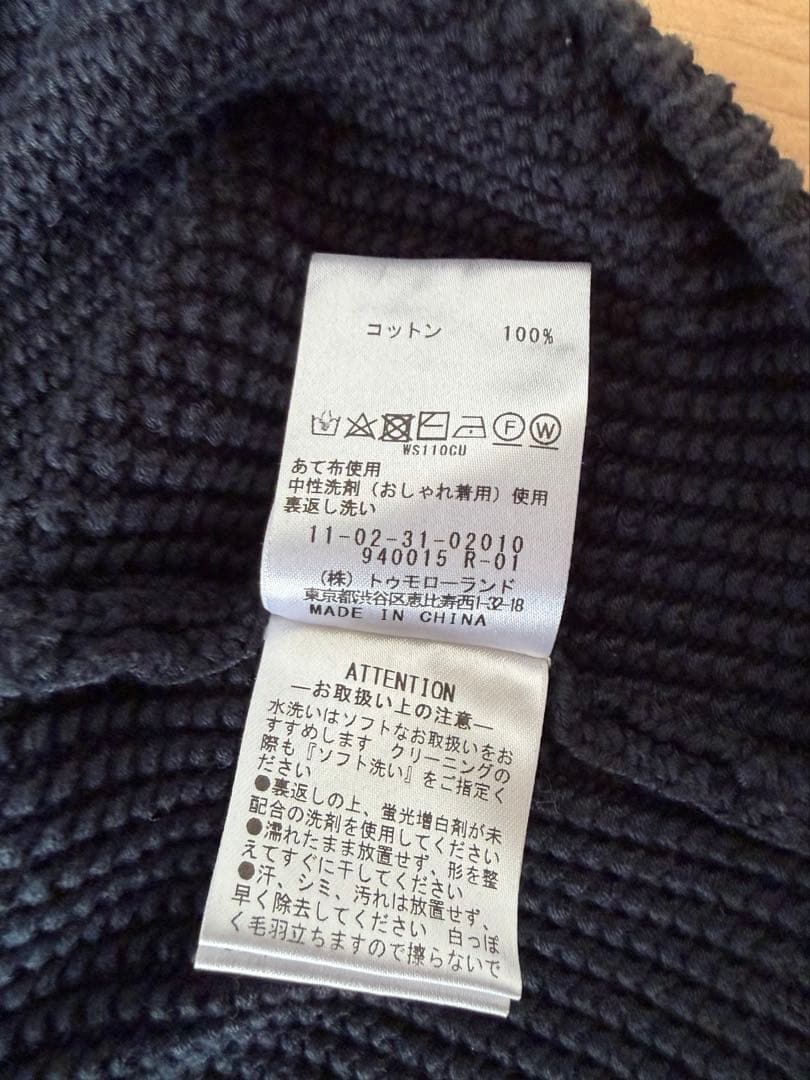 コットン 100%
F W
WS110CU
あて布使用
中性洗剤（おしゃれ着用）使用
裏返し洗い
11-02-31-02010
940015 R-01
（株）トゥモローランド
東京都渋谷区恵比寿西1-32-18
MADE IN CHINA
ATTENTION
—お取扱い上の注意—
水洗いはソフトなお取扱いをお
すすめします クリーニングの
際も『ソフト洗い』をご指定く
ださい
●裏返しの上、蛍光増白剤が未
配合の洗剤を使用してください
●濡れたまま放置せず、形を整
えてすぐに干してください
●汗、シミ、汚れは放置せず、
早く除去してください 白っぽ
く毛羽立ちますので擦らないで